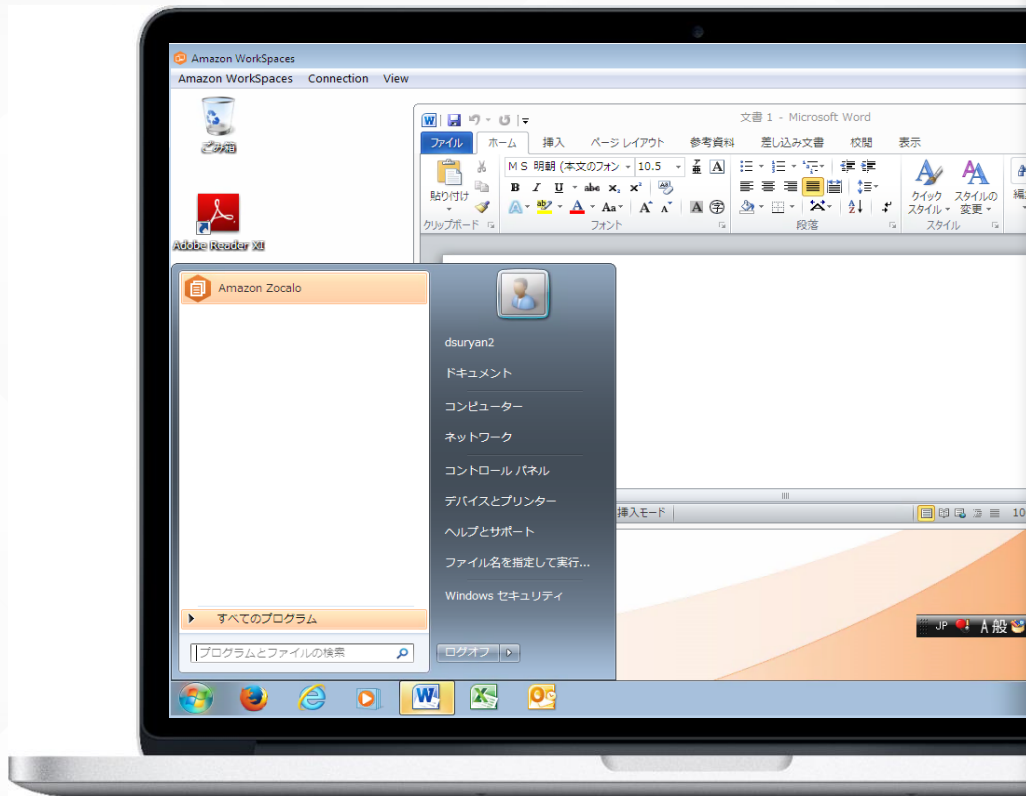 Amazon WorkSpaces
Amazon WorkSpaces Connection View
ごみ箱
Adobe Reader XI
文書 1 - Microsoft Word
ファイル ホーム 挿入 ページ レイアウト 参考資料 差し込み文書 校閲 表示
MS 明朝 (本文のフォン 10.5
貼り付け
クイック スタイル スタイルの 変更
クリップボード フォント 段落 スタイル
Amazon Zocalo
dsuryan2
ドキュメント
コンピューター
ネットワーク
コントロール パネル
デバイスとプリンター
ヘルプとサポート
ファイル名を指定して実行...
Windows セキュリティ
すべてのプログラム
プログラムとファイルの検索
ログオフ
挿入モード
10
JP A 般